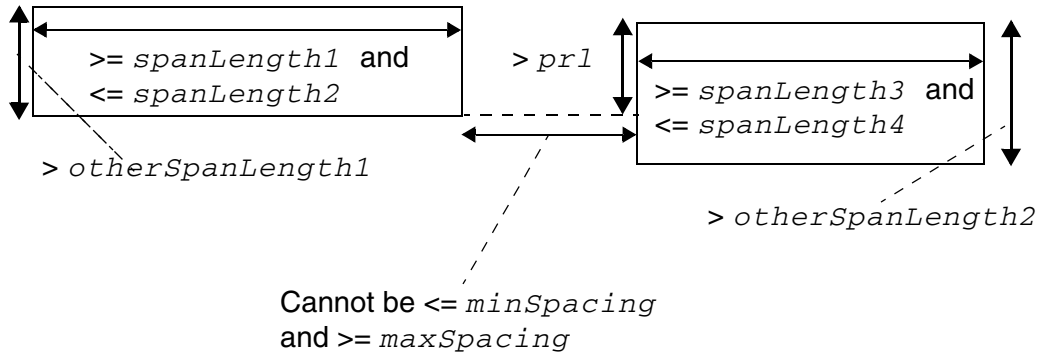 >= spanLength1 and
<= spanLength2
> prl
>= spanLength3 and
<= spanLength4
> otherSpanLength1
> otherSpanLength2
Cannot be <= minSpacing
and >= maxSpacing